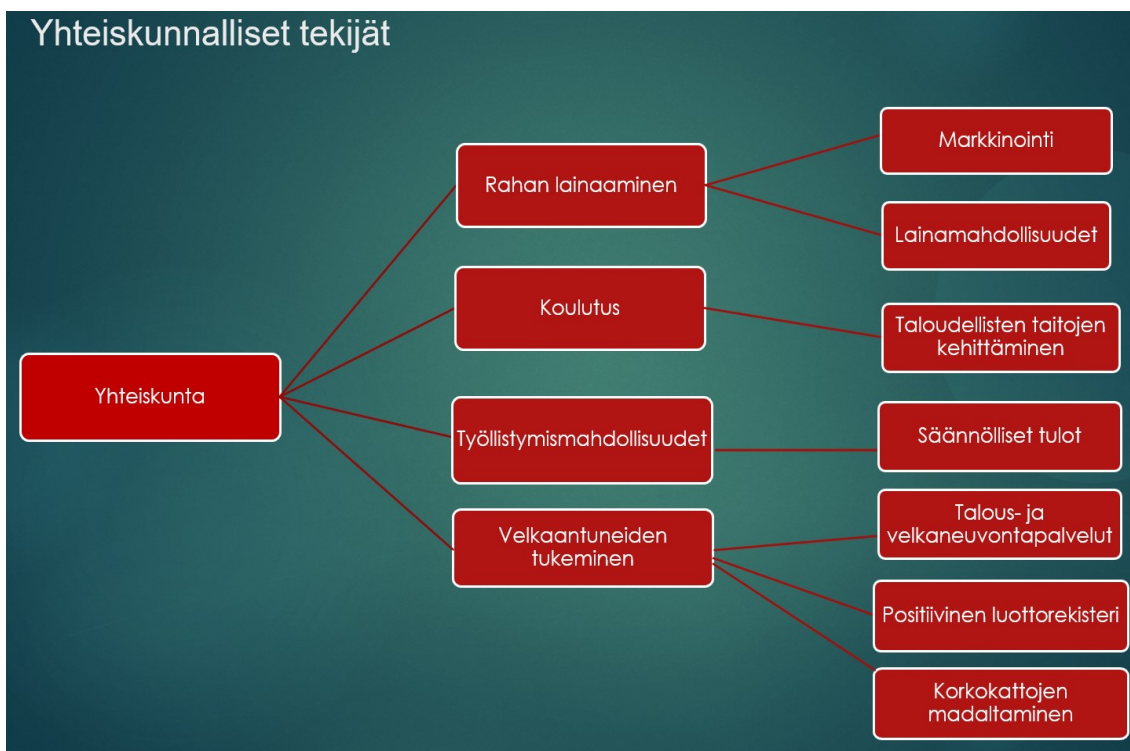 Yhteiskunnalliset tekijät
Yhteiskunta
Rahan lainaaminen
Koulutus
Työllistymismahdollisuudet
Velkaantuneiden
tukeminen
Markkinointi
Lainamahdollisuudet
Taloudellisten taitojen
kehittäminen
Säännölliset tulot
Talous- ja
velkaneuvontapalvelut
Positiivinen luottorekisteri
Korkokattojen
madaltaminen